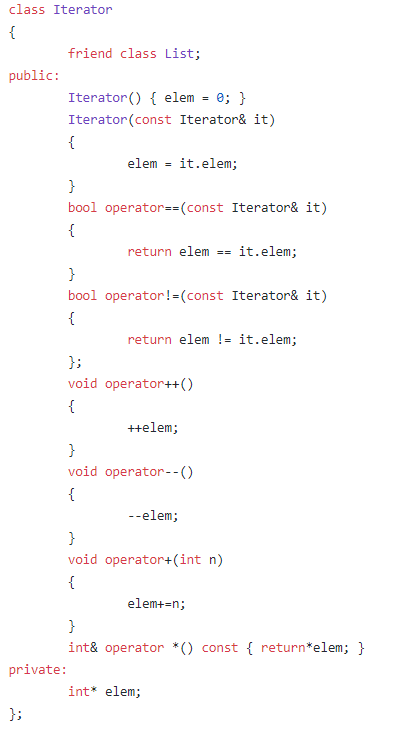 class Iterator
{
friend class List;
public:
Iterator() { elem = 0; }
Iterator(const Iterator& it)
{
elem = it.elem;
}
bool operator==(const Iterator& it)
{
return elem == it.elem;
}
bool operator!=(const Iterator& it)
{
return elem != it.elem;
};
void operator++()
{
++elem;
}
void operator--()
{
--elem;
}
void operator+(int n)
{
elem+=n;
}
int& operator *() const { return*elem; }
private:
int* elem;
};